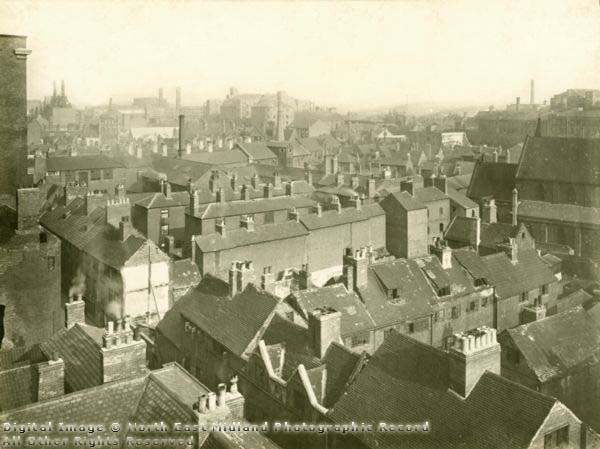 Digital Image © North East Midland Photographic Record
All Other Rights Reserved